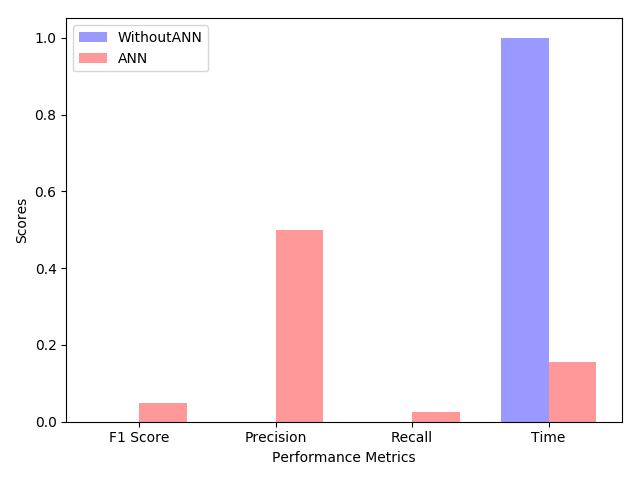 WithoutANN
ANN
1.0
0.8
0.6
0.4
0.2
0.0
Scores
F1 Score
Precision
Recall
Time
Performance Metrics